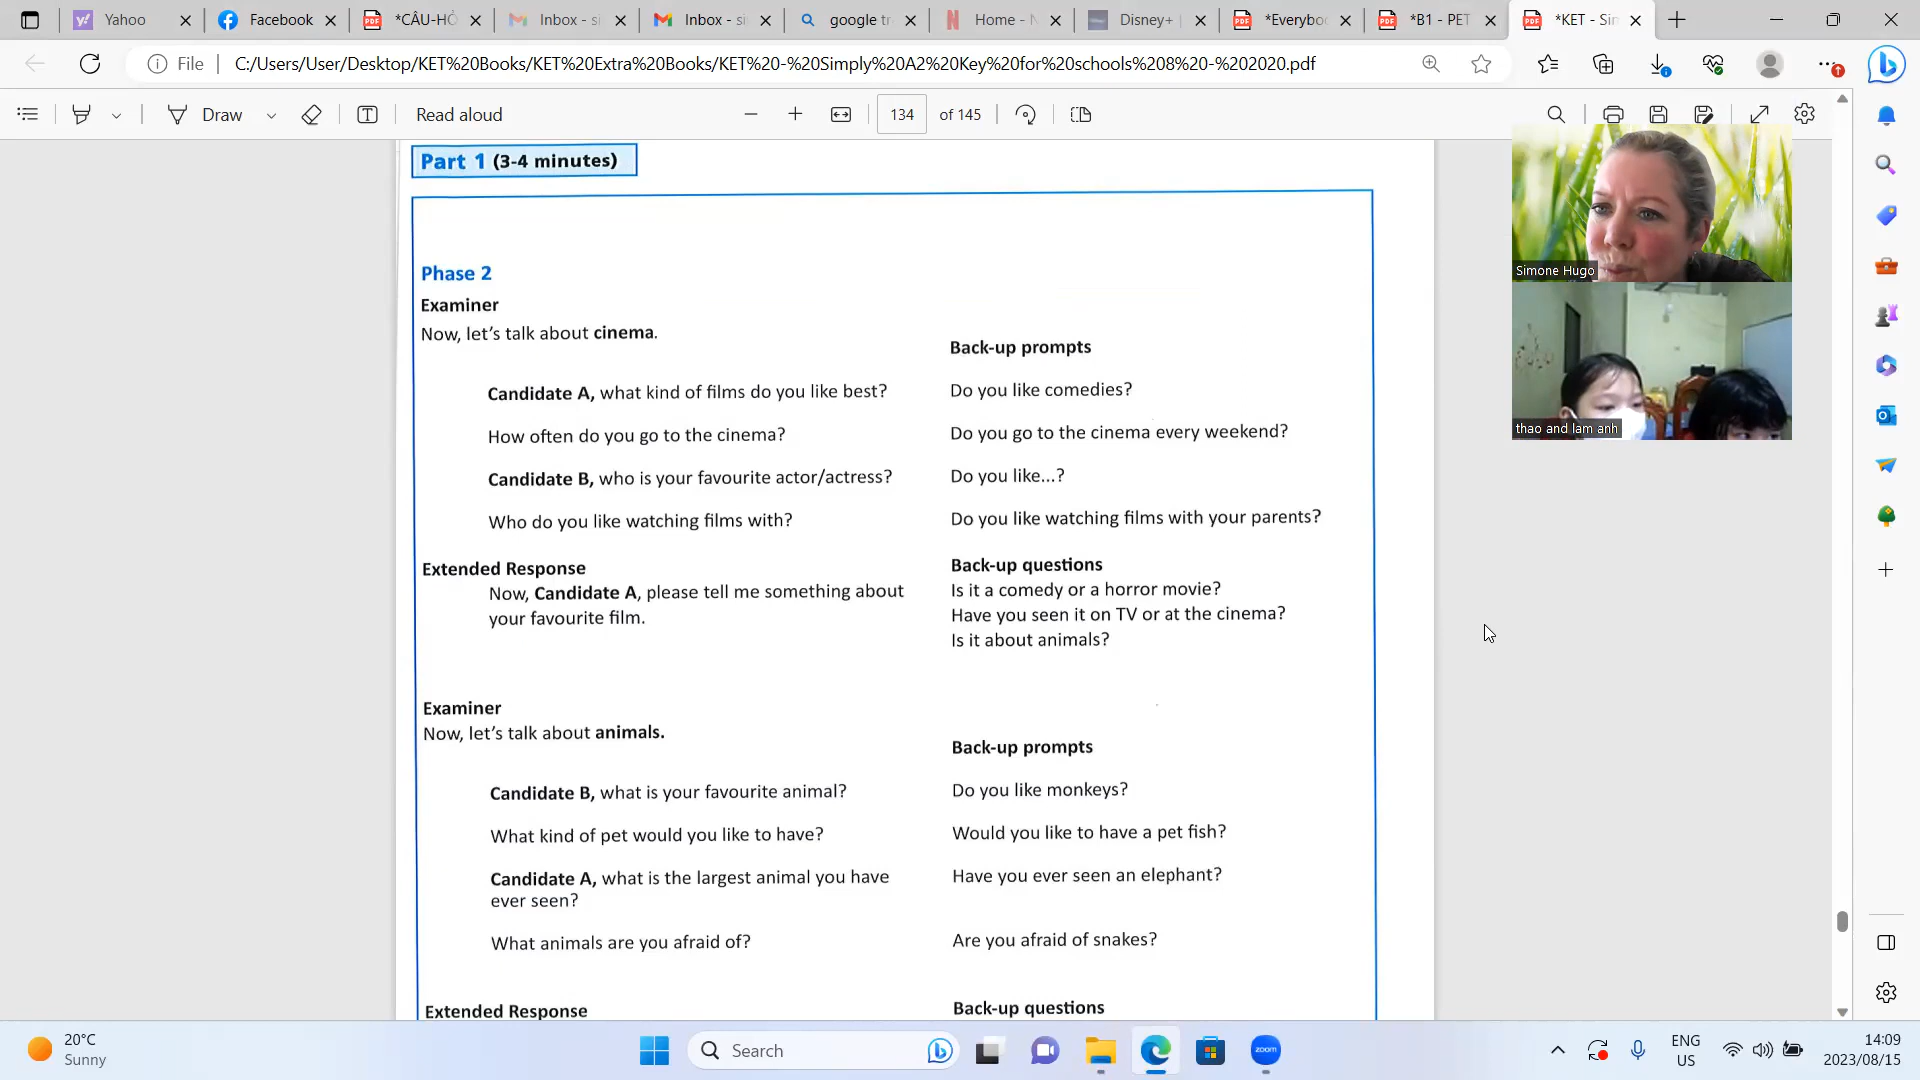 Yahoo
Facebook
*CÂU-HỎ
Inbox - si
Inbox - si
google tr
Home - N
Disney+ |
*Everybo
*B1 - PET
*KET - Sim
File
C:/Users/User/Desktop/KET%20Books/KET%20Extra%20Books/KET%20-%20Simply%20A2%20Key%20for%20schools%208%20-%202020.pdf
Draw
Read aloud
134 of 145
Part 1 (3-4 minutes)
Phase 2
Examiner
Now, let's talk about cinema.
Back-up prompts
Candidate A, what kind of films do you like best?
Do you like comedies?
How often do you go to the cinema?
Do you go to the cinema every weekend?
Candidate B, who is your favourite actor/actress?
Do you like...?
Who do you like watching films with?
Do you like watching films with your parents?
Extended Response
Now, Candidate A, please tell me something about
your favourite film.
Back-up questions
Is it a comedy or a horror movie?
Have you seen it on TV or at the cinema?
Is it about animals?
Examiner
Now, let's talk about animals.
Back-up prompts
Candidate B, what is your favourite animal?
Do you like monkeys?
What kind of pet would you like to have?
Would you like to have a pet fish?
Candidate A, what is the largest animal you have
ever seen?
Have you ever seen an elephant?
What animals are you afraid of?
Are you afraid of snakes?
Extended Response
Back-up questions
Simone Hugo
thao and lam anh
20°C
Sunny
Search
zoom
ENG
US
14:09
2023/08/15